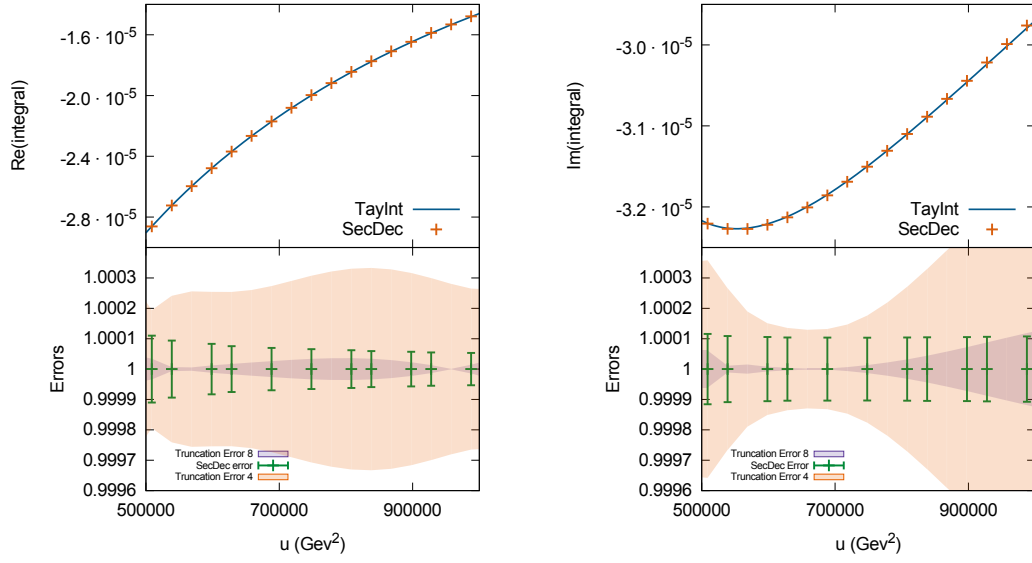 -1.6 · 10⁻⁵
-2.0 · 10⁻⁵
-2.4 · 10⁻⁵
-2.8 · 10⁻⁵
Re(integral)
TayInt
SecDec
1.0003
1.0002
1.0001
1
0.9999
0.9998
0.9997
0.9996
Errors
Truncation Error 8
SecDec error
Truncation Error 4
500000 700000 900000
u (Gev²)
-3.0 · 10⁻⁵
-3.1 · 10⁻⁵
-3.2 · 10⁻⁵
Im(integral)
TayInt
SecDec
1.0003
1.0002
1.0001
1
0.9999
0.9998
0.9997
0.9996
Errors
Truncation Error 8
SecDec Error
Truncation Error 4
500000 700000 900000
u (Gev²)